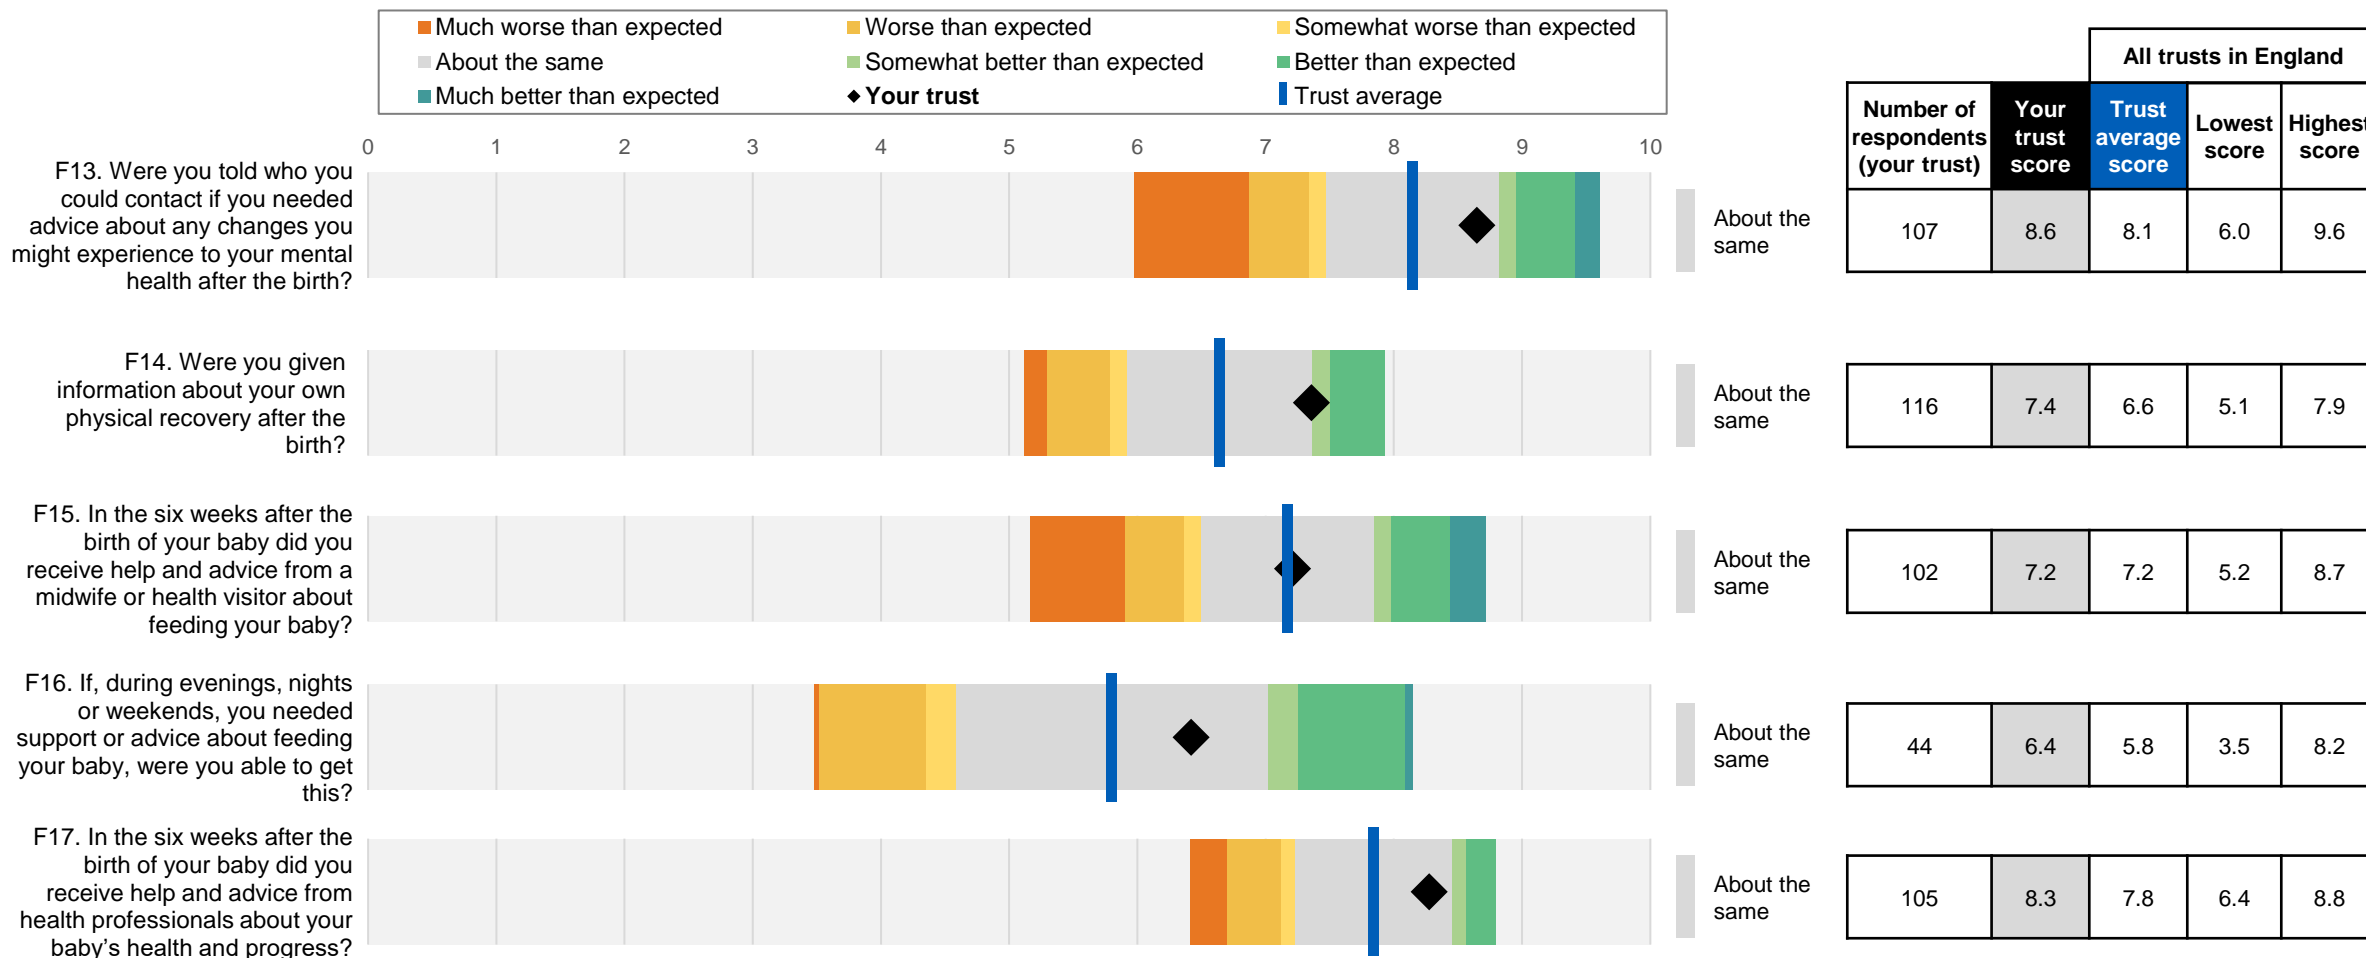 Much worse than expected
Worse than expected
Somewhat worse than expected
About the same
Somewhat better than expected
Better than expected
Much better than expected
Your trust
Trust average
All trusts in England
Number of
respondents
(your trust)
Your
trust
score
Trust
average
score
Lowest
score
Highest
score
0 1 2 3 4 5 6 7 8 9 10
F13. Were you told who you
could contact if you needed
advice about any changes you
might experience to your mental
health after the birth?
About the
same
107 8.6 8.1 6.0 9.6
F14. Were you given
information about your own
physical recovery after the
birth?
About the
same
116 7.4 6.6 5.1 7.9
F15. In the six weeks after the
birth of your baby did you
receive help and advice from a
midwife or health visitor about
feeding your baby?
About the
same
102 7.2 7.2 5.2 8.7
F16. If, during evenings, nights
or weekends, you needed
support or advice about feeding
your baby, were you able to get
this?
About the
same
44 6.4 5.8 3.5 8.2
F17. In the six weeks after the
birth of your baby did you
receive help and advice from
health professionals about your
baby's health and progress?
About the
same
105 8.3 7.8 6.4 8.8